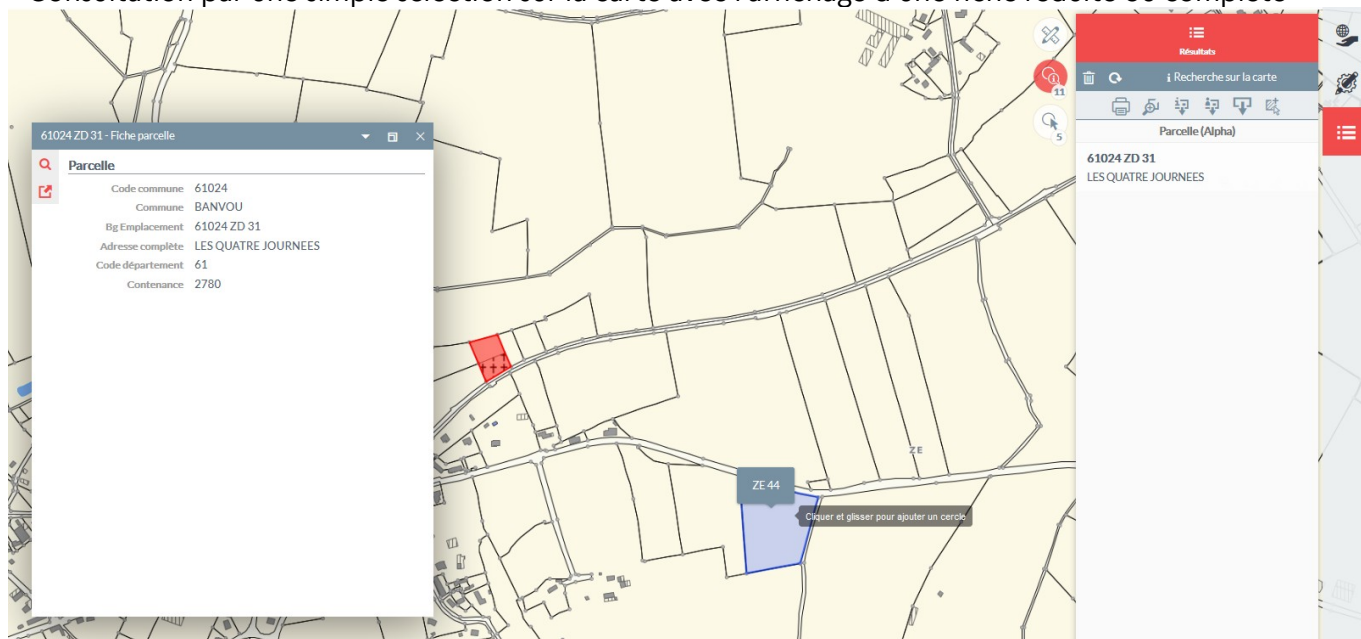 Consultation par une simple sélection sur la carte avec l'affichage d'une fiche réduite ou complète
61024 ZD 31 - Fiche parcelle
Parcelle
Code commune 61024
Commune BANVOU
Bg Emplacement 61024 ZD 31
Adresse complète LES QUATRE JOURNEES
Code département 61
Contenance 2780
11
5
ZE
ZE 44
Cliquer et glisser pour ajouter un cercle
Résultats
i Recherche sur la carte
Parcelle (Alpha)
61024 ZD 31
LES QUATRE JOURNEES